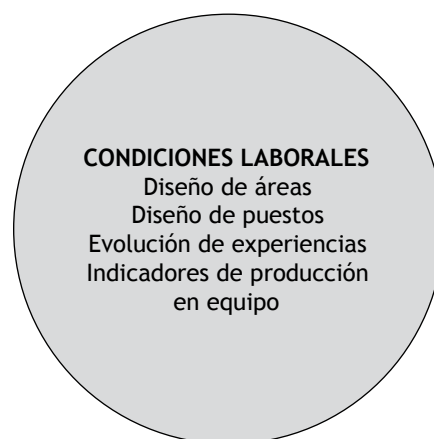 CONDICIONES LABORALES
Diseño de áreas
Diseño de puestos
Evolución de experiencias
Indicadores de producción
en equipo